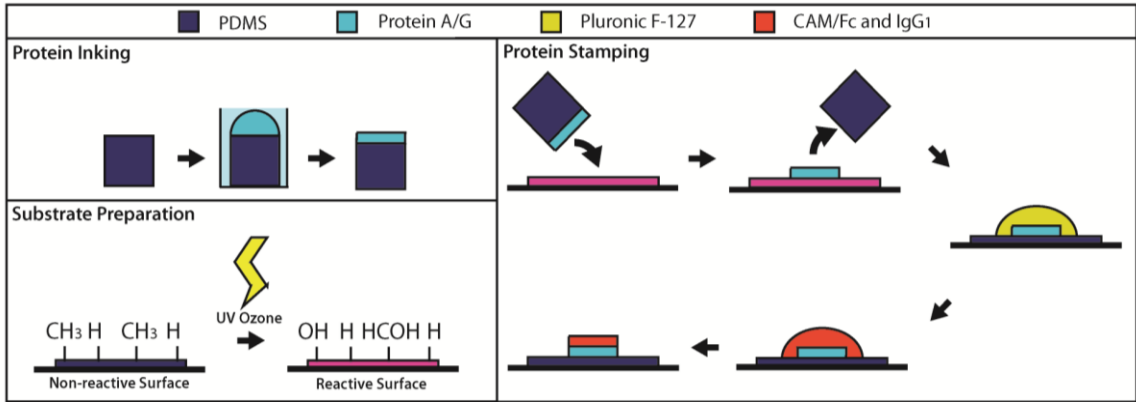 PDMS Protein A/G Pluronic F-127 CAM/Fc and IgG1
Protein Inking
Protein Stamping
Substrate Preparation
UV Ozone
CH3 H CH3 H
OH H HCOH H
Non-reactive Surface
Reactive Surface